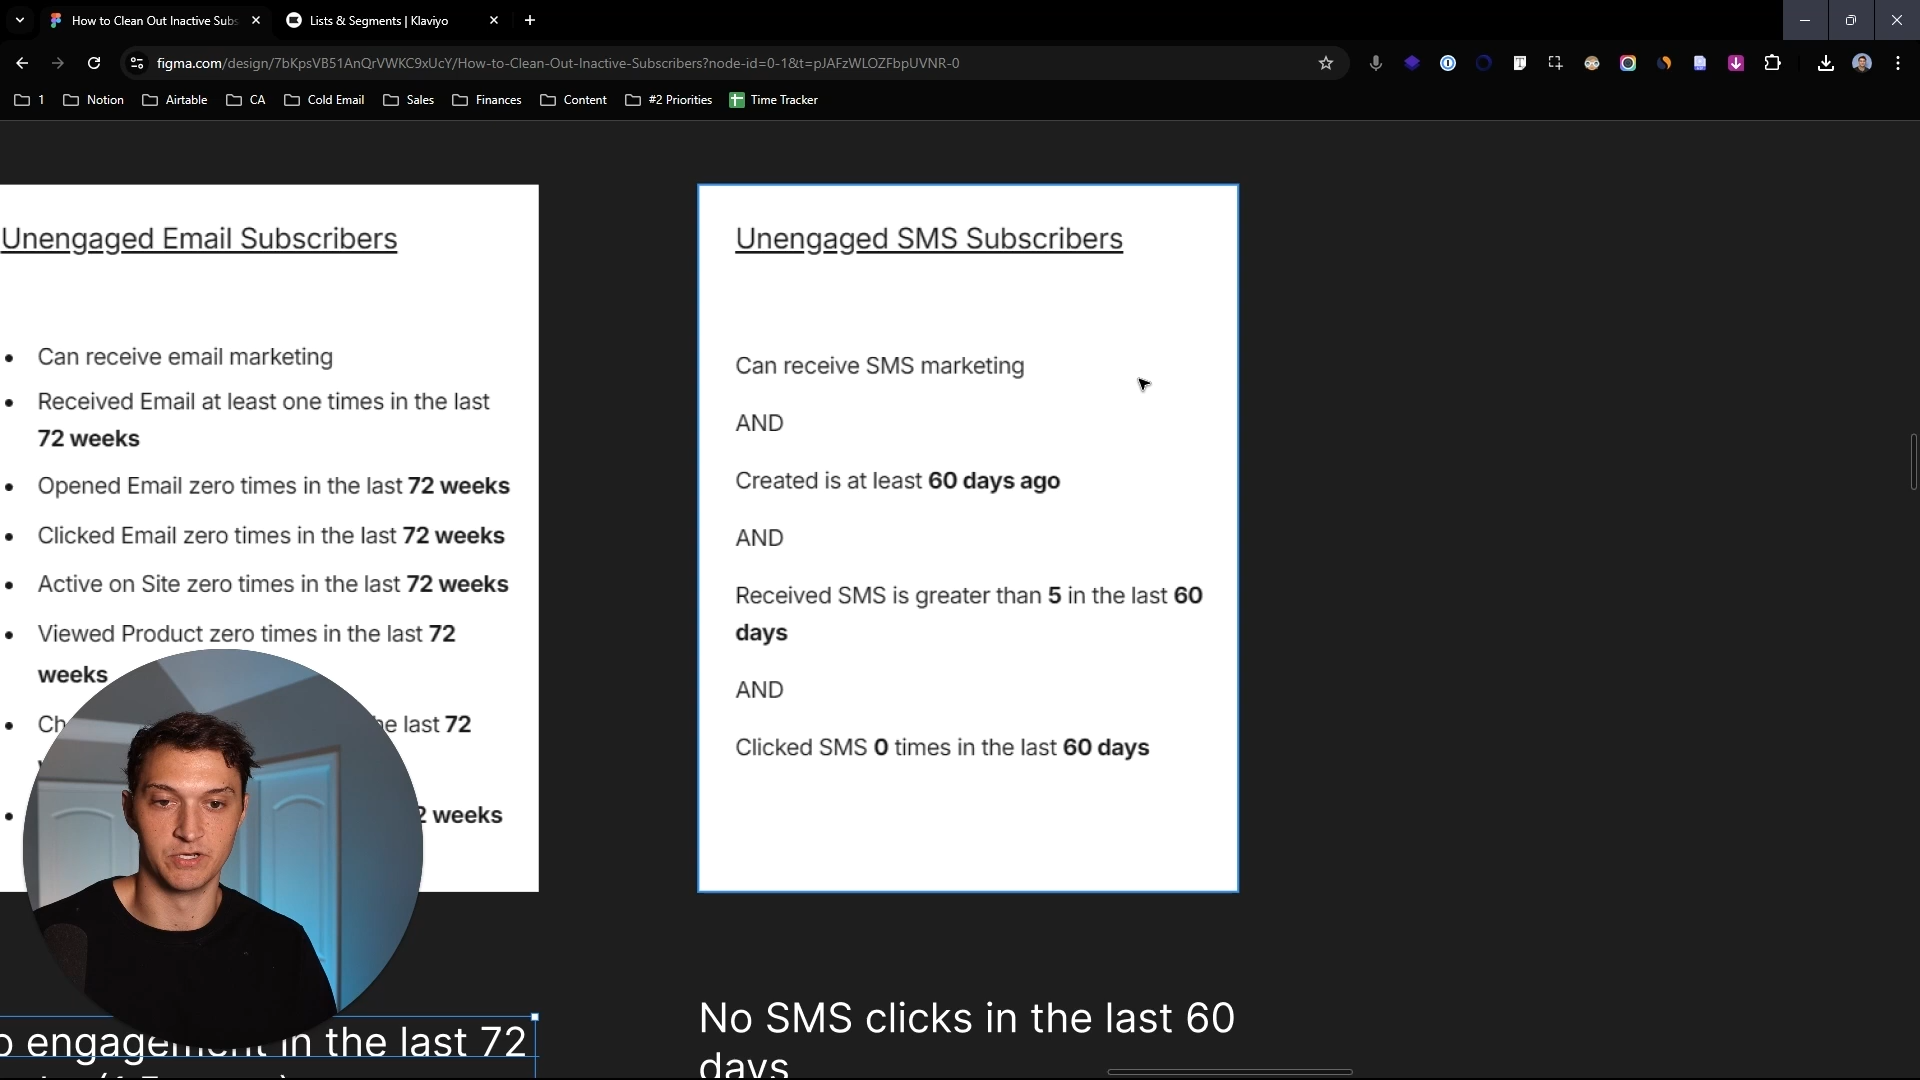 How to Clean Out Inactive Subs
Lists & Segments | Klaviyo
figma.com/design/7bKpsVB51AnQrVWKC9xUcY/How-to-Clean-Out-Inactive-Subscribers?node-id=0-1&t=pJAFzWLOZFbpUVNR-0
1
Notion
Airtable
CA
Cold Email
Sales
Finances
Content
#2 Priorities
Time Tracker
Unengaged Email Subscribers
• Can receive email marketing
• Received Email at least one times in the last
72 weeks
• Opened Email zero times in the last 72 weeks
• Clicked Email zero times in the last 72 weeks
• Active on Site zero times in the last 72 weeks
• Viewed Product zero times in the last 72
weeks
• last 72
• weeks
engagement in the last 72
Unengaged SMS Subscribers
Can receive SMS marketing
AND
Created is at least 60 days ago
AND
Received SMS is greater than 5 in the last 60
days
AND
Clicked SMS 0 times in the last 60 days
No SMS clicks in the last 60
days